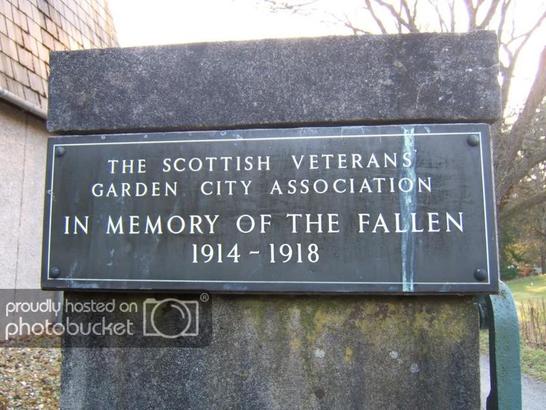 THE SCOTTISH VETERANS
GARDEN CITY ASSOCIATION
IN MEMORY OF THE FALLEN
1914 - 1918
proudly hosted on
photobucket ®